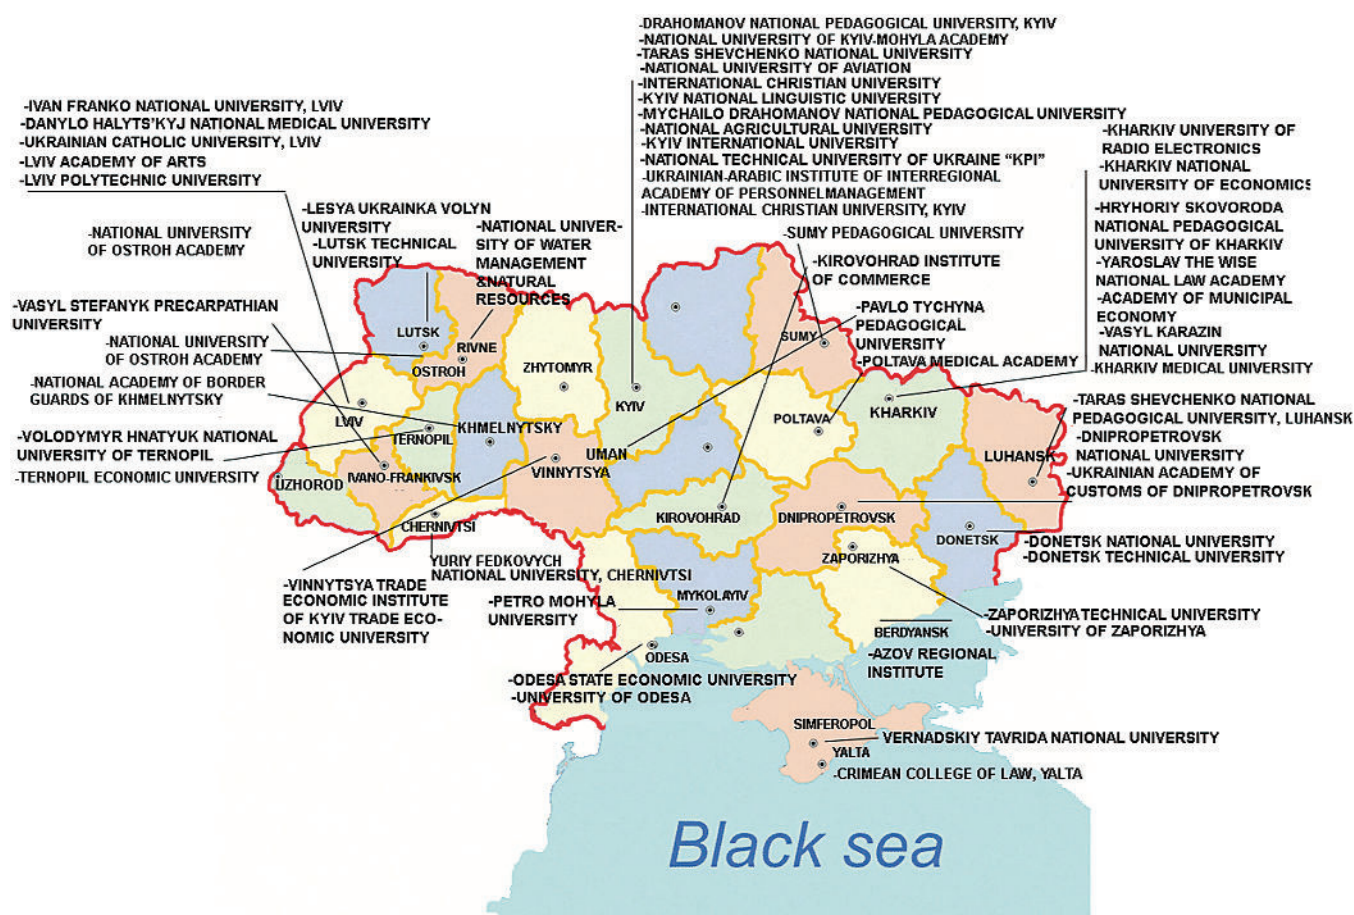 -DRAHOMANOV NATIONAL PEDAGOGICAL UNIVERSITY, KYIV
-NATIONAL UNIVERSITY OF KYIV-MOHYLA ACADEMY
-TARAS SHEVCHENKO NATIONAL UNIVERSITY
-NATIONAL UNIVERSITY OF AVIATION
-INTERNATIONAL CHRISTIAN UNIVERSITY
-KYIV NATIONAL LINGUISTIC UNIVERSITY
-MYCHAILO DRAHOMANOV NATIONAL PEDAGOGICAL UNIVERSITY
-NATIONAL AGRICULTURAL UNIVERSITY
-KYIV INTERNATIONAL UNIVERSITY
-NATIONAL TECHNICAL UNIVERSITY OF UKRAINE “KPI”
-UKRAINIAN-ARABIC INSTITUTE OF INTERREGIONAL
ACADEMY OF PERSONNELMANAGEMENT
-INTERNATIONAL CHRISTIAN UNIVERSITY, KYIV
-IVAN FRANKO NATIONAL UNIVERSITY, LVIV
-DANYLO HALYTS'KYJ NATIONAL MEDICAL UNIVERSITY
-UKRAINIAN CATHOLIC UNIVERSITY, LVIV
-LVIV ACADEMY OF ARTS
-LVIV POLYTECHNIC UNIVERSITY
-KHARKIV UNIVERSITY OF
RADIO ELECTRONICS
-KHARKIV NATIONAL
UNIVERSITY OF ECONOMICS
-HRYHORIY SKOVORODA
NATIONAL PEDAGOGICAL
UNIVERSITY OF KHARKIV
-YAROSLAV THE WISE
NATIONAL LAW ACADEMY
-ACADEMY OF MUNICIPAL
ECONOMY
-VASYL KARAZIN
NATIONAL UNIVERSITY
-KHARKIV MEDICAL UNIVERSITY
-LESYA UKRAINKA VOLYN
UNIVERSITY
-LUTSK TECHNICAL
UNIVERSITY
-NATIONAL UNIVER-
SITY OF WATER
MANAGEMENT
&NATURAL
RESOURCES
-NATIONAL UNIVERSITY
OF OSTROH ACADEMY
-SUMY PEDAGOGICAL UNIVERSITY
-KIROVOHRAD INSTITUTE
OF COMMERCE
-PAVLO TYCHYNA
PEDAGOGICAL
UNIVERSITY
-POLTAVA MEDICAL ACADEMY
-VASYL STEFANYK PRECARPATHIAN
UNIVERSITY
-NATIONAL UNIVERSITY
OF OSTROH ACADEMY
-NATIONAL ACADEMY OF BORDER
GUARDS OF KHMELNYTSKY
-VOLODYMYR HNATYUK NATIONAL
UNIVERSITY OF TERNOPIL
-TERNOPIL ECONOMIC UNIVERSITY
-TARAS SHEVCHENKO NATIONAL
PEDAGOGICAL UNIVERSITY, LUHANSK
-DNIPROPETROVSK
NATIONAL UNIVERSITY
-UKRAINIAN ACADEMY OF
CUSTOMS OF DNIPROPETROVSK
LUTSK
RIVNE
OSTROH
ZHYTOMYR
KYIV
SUMY
LVIV
TERNOPIL
KHMELNYTSKY
UMAN
POLTAVA
KHARKIV
LUHANSK
UZHOROD
IVANO-FRANKIVSK
VINNYTSYA
CHERNIVTSI
KIROVOHRAD
DNIPROPETROVSK
DONETSK
ZAPORIZHYA
-DONETSK NATIONAL UNIVERSITY
-DONETSK TECHNICAL UNIVERSITY
YURIY FEDKOVYCH
NATIONAL UNIVERSITY, CHERNIVTSI
-VINNYTSYA TRADE
ECONOMIC INSTITUTE
OF KYIV TRADE ECO-
NOMIC UNIVERSITY
-PETRO MOHYLA
UNIVERSITY
MYKOLAYIV
-ZAPORIZHYA TECHNICAL UNIVERSITY
-UNIVERSITY OF ZAPORIZHYA
BERDYANSK
-AZOV REGIONAL
INSTITUTE
ODESA
-ODESA STATE ECONOMIC UNIVERSITY
-UNIVERSITY OF ODESA
SIMFEROPOL
-VERNADSKIY TAVRIDA NATIONAL UNIVERSITY
YALTA
-CRIMEAN COLLEGE OF LAW, YALTA
Black sea